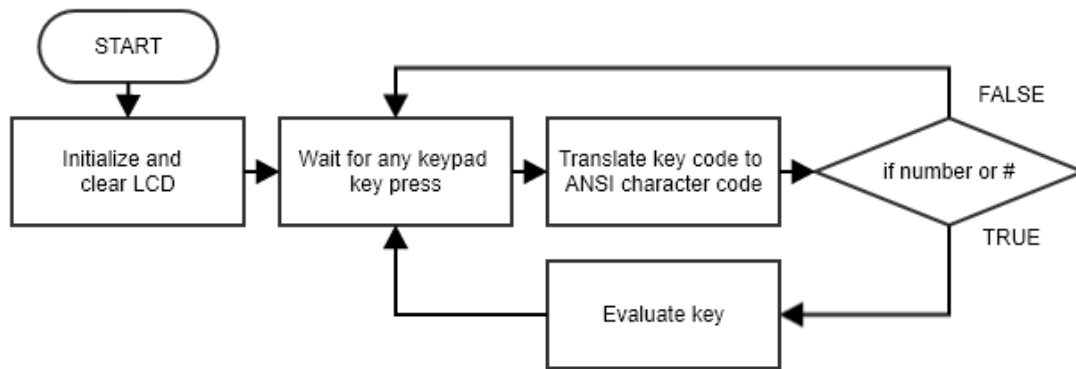 START
FALSE
Initialize and
clear LCD
Wait for any keypad
key press
Translate key code to
ANSI character code
if number or #
TRUE
Evaluate key